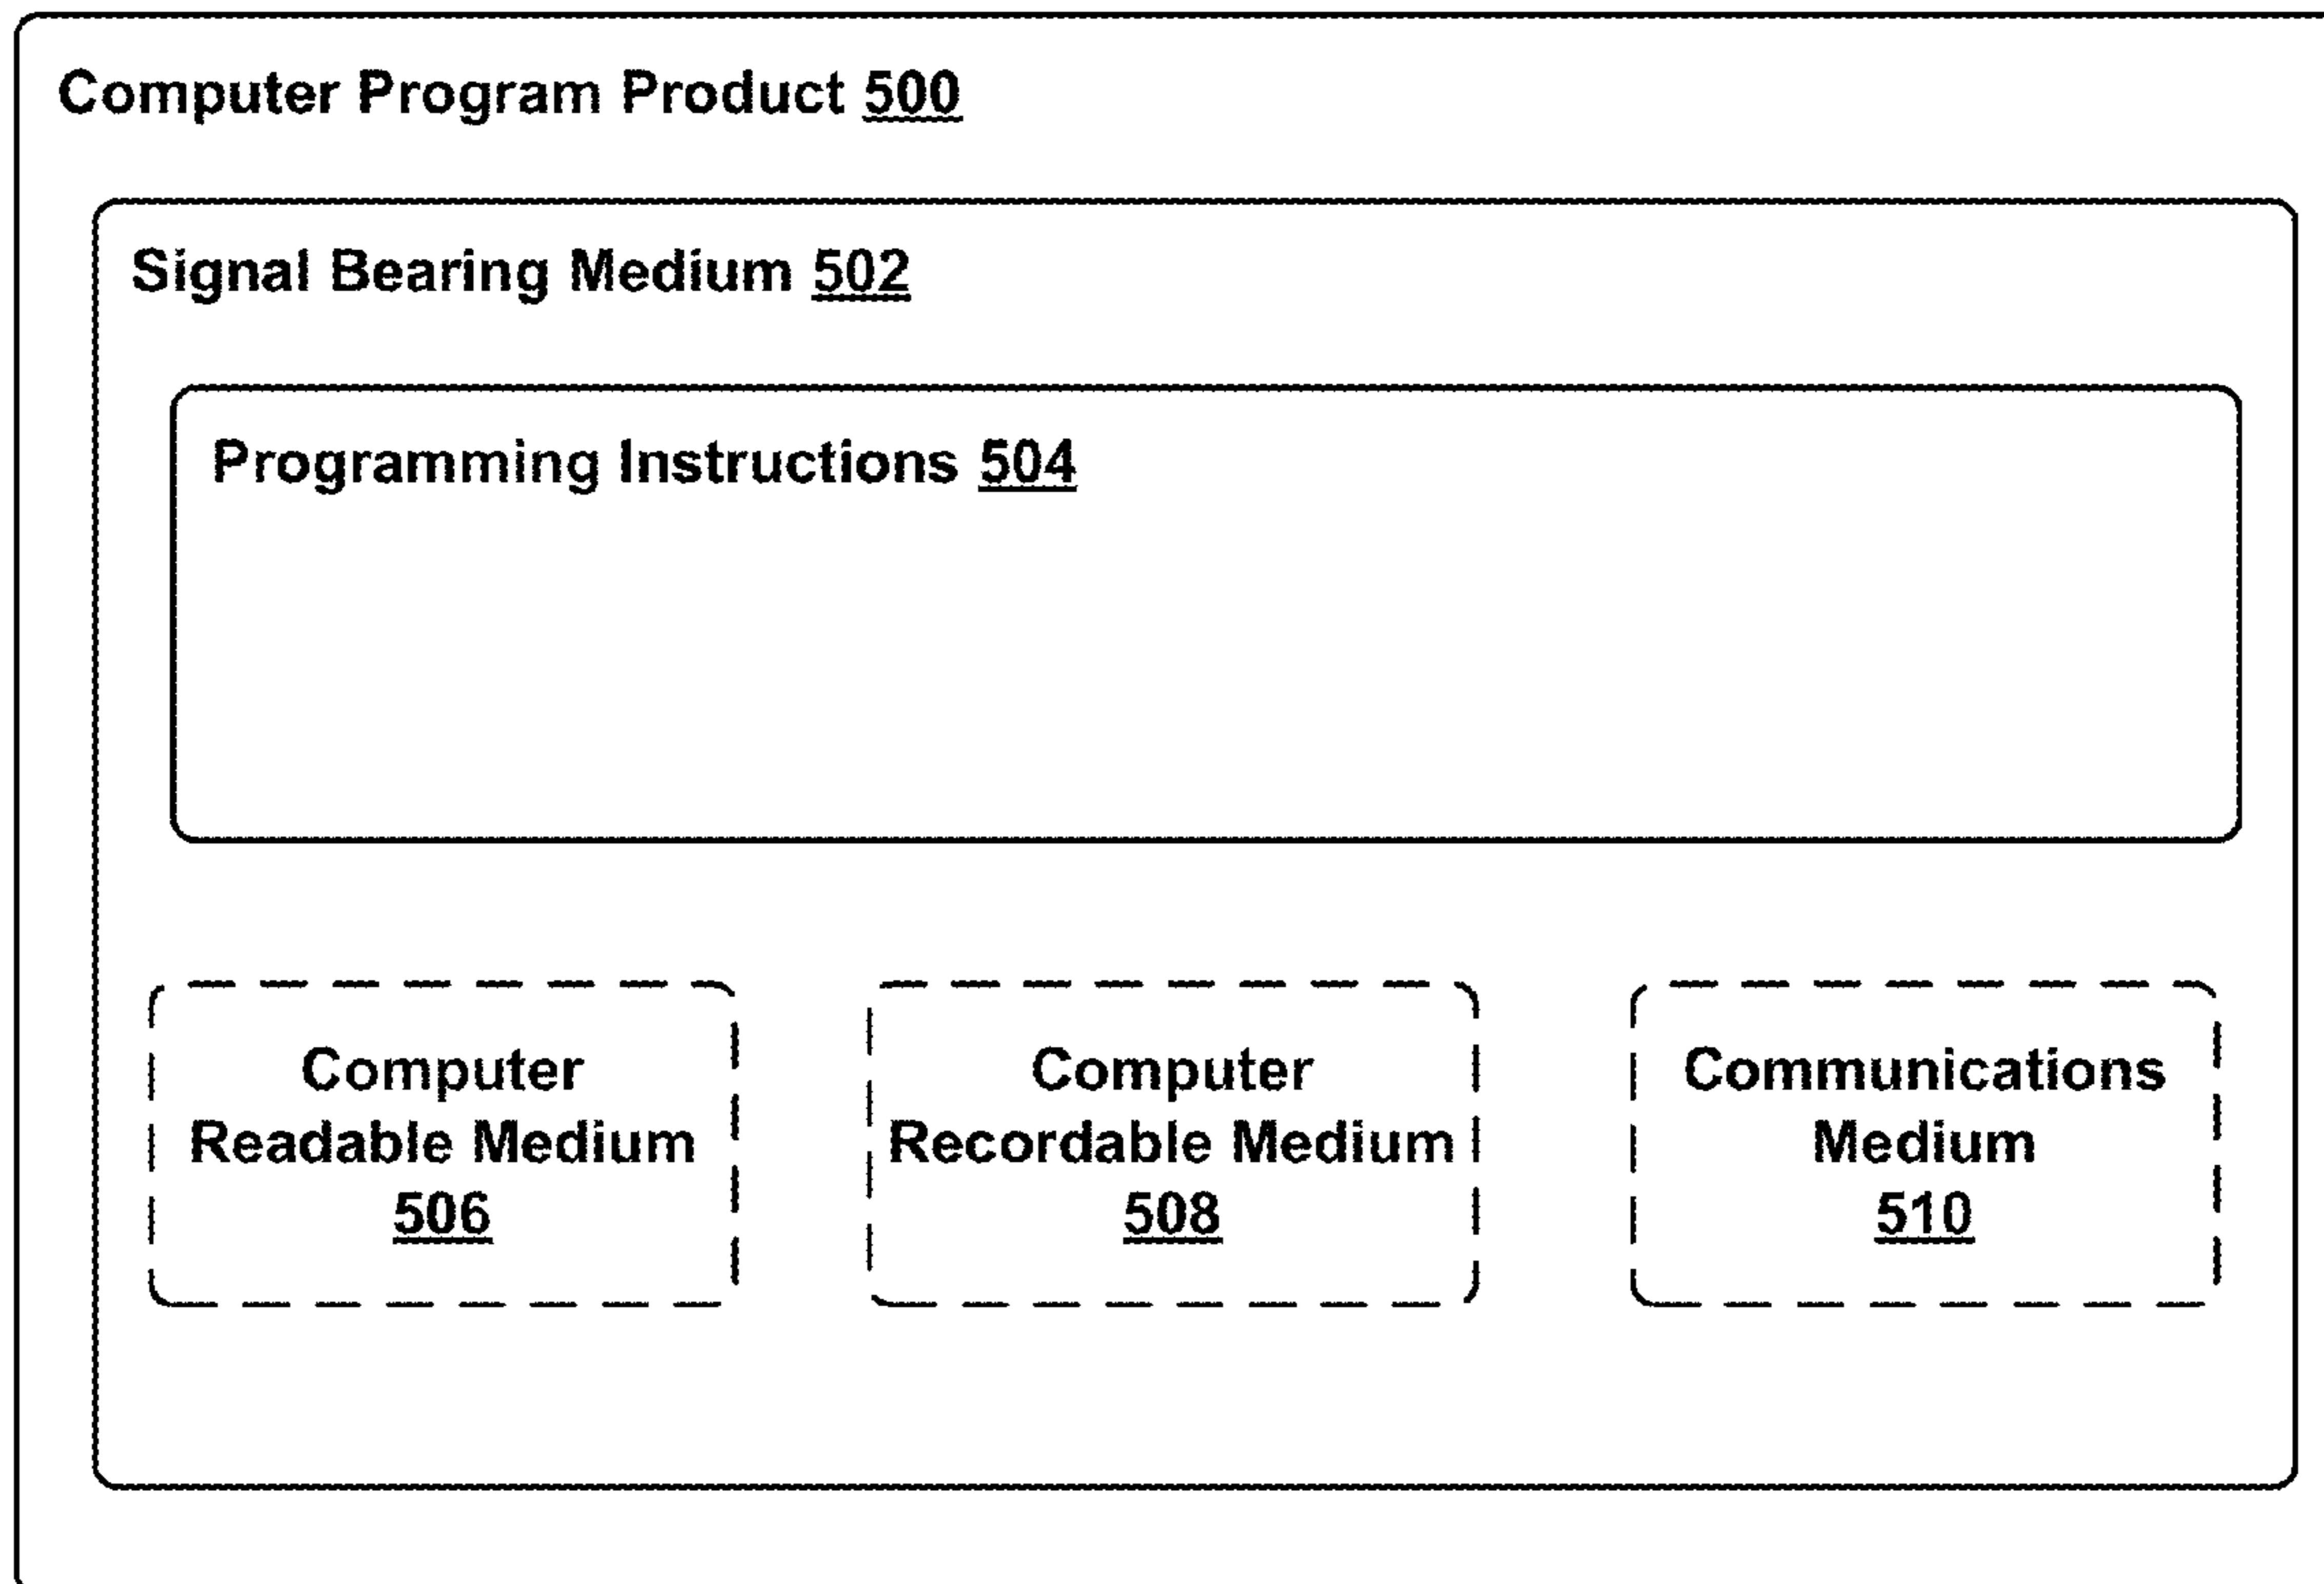 Computer Program Product 500
Signal Bearing Medium 502
Programming Instructions 504
Computer
Readable Medium
506
Computer
Recordable Medium
508
Communications
Medium
510